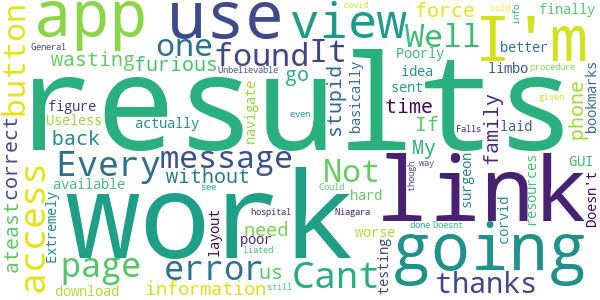 results
work
link
use
app
going
I'm
view
Every
error
page
access
Cant
message
found
one
Not
Well
It
thanks
button
force
time
us
My
If
family
phone
back
need
without
go
furious
wasting
correct
ateast
stupid
information
download
available
Useless
figure
actually
Extremely
navigate
layout
poor
basically
idea
sent
Poorly
better
limbo
finally
bookmarks
GUI
resources
laid
hard
worse
testing
surgeon
corvid
Doesn't
General
Unbelievable
covid
told
info
procedure
given
even
see
Could
hospital
Niagara
Falls
though
way
done
Doesnt
liated
still